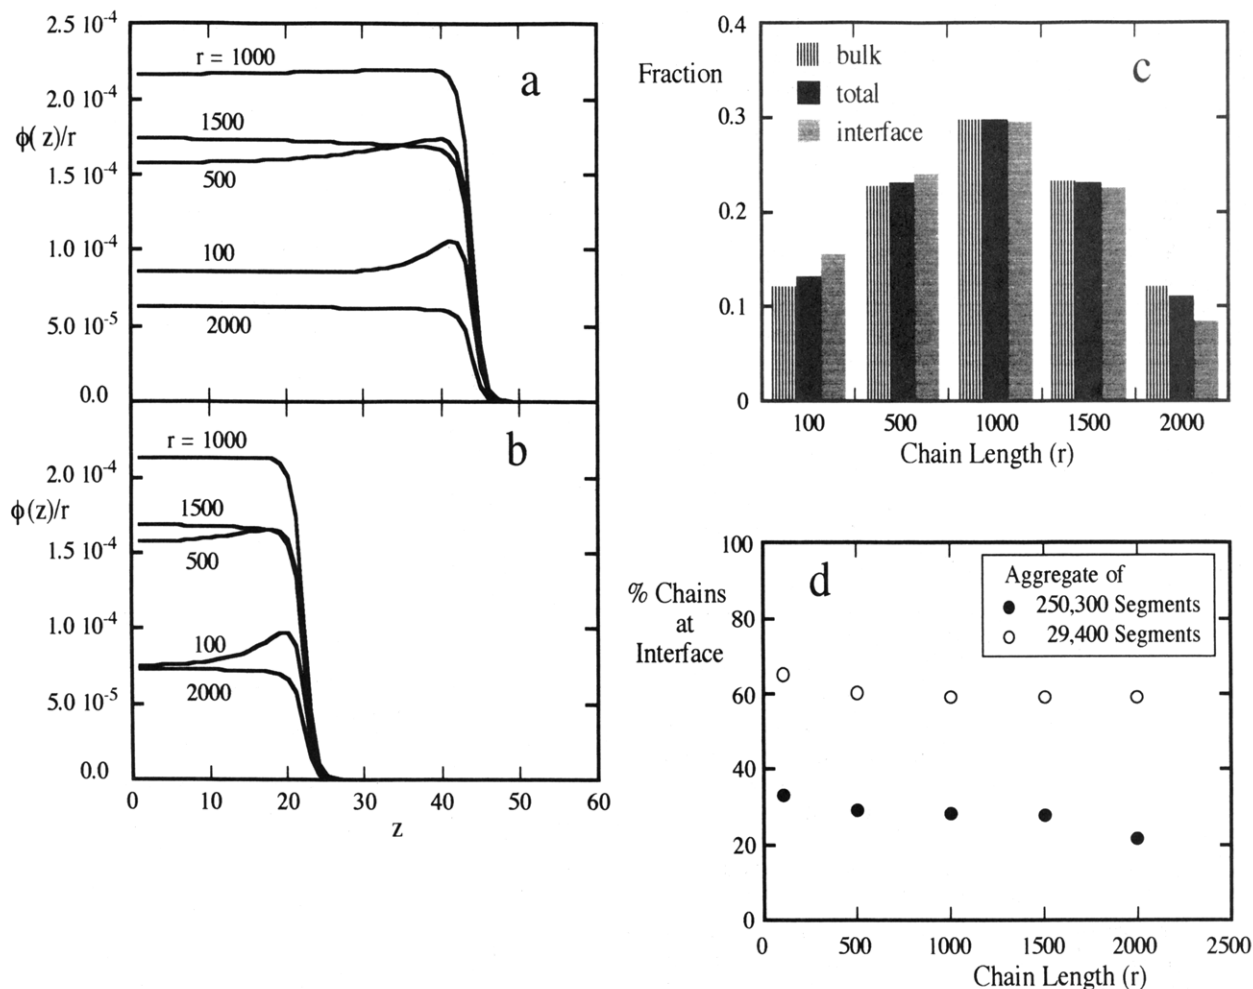 2.5 10-4
r = 1000
a
2.0 10-4
1500
ϕ( z)/r
1.5 10-4
500
1.0 10-4
100
5.0 10-5
2000
0.0
r = 1000
b
2.0 10-4
1500
ϕ (z)/r
500
1.5 10-4
1.0 10-4
100
2000
5.0 10-5
0.0
0 10 20 30 40 50 60
z
0.4
bulk
c
Fraction
total
0.3
interface
0.2
0.1
0
100 500 1000 1500 2000
Chain Length (r)
100
d
Aggregate of
% Chains
at
Interface
250,300 Segments
29,400 Segments
80
60
40
20
0
0 500 1000 1500 2000 2500
Chain Length (r)